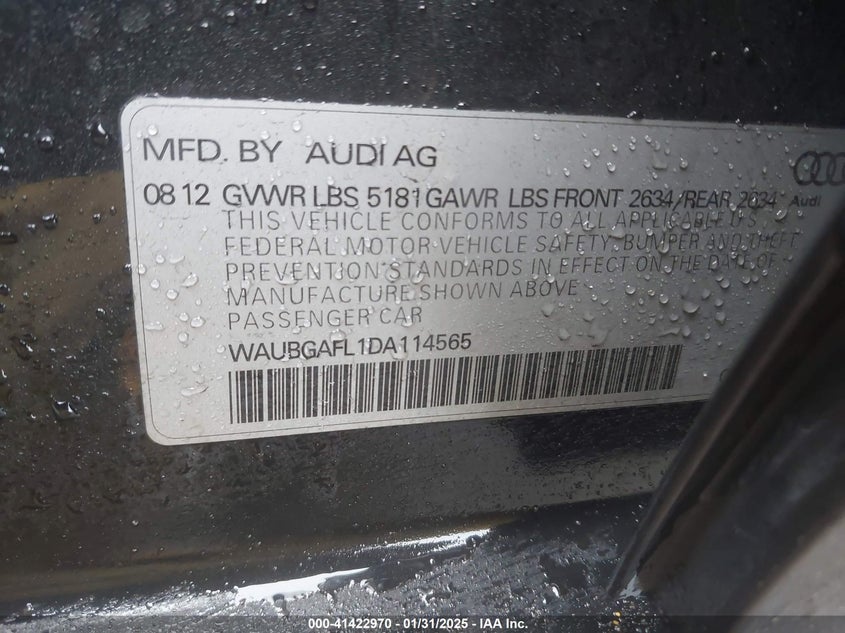 MFD. BY AUDI AG
08 12 GVWR LBS 5181 GAWR LBS FRONT 2634/REAR 2634
Audi
THIS VEHICLE CONFORMS TO ALL APPLICABLE U.S.
FEDERAL MOTOR VEHICLE SAFETY, BUMPER AND THEFT
PREVENTION STANDARDS IN EFFECT ON THE DATE OF
MANUFACTURE SHOWN ABOVE
PASSENGER CAR
WAUBGAFL1DA114565
000-41422970 - 01/31/2025 - IAA Inc.